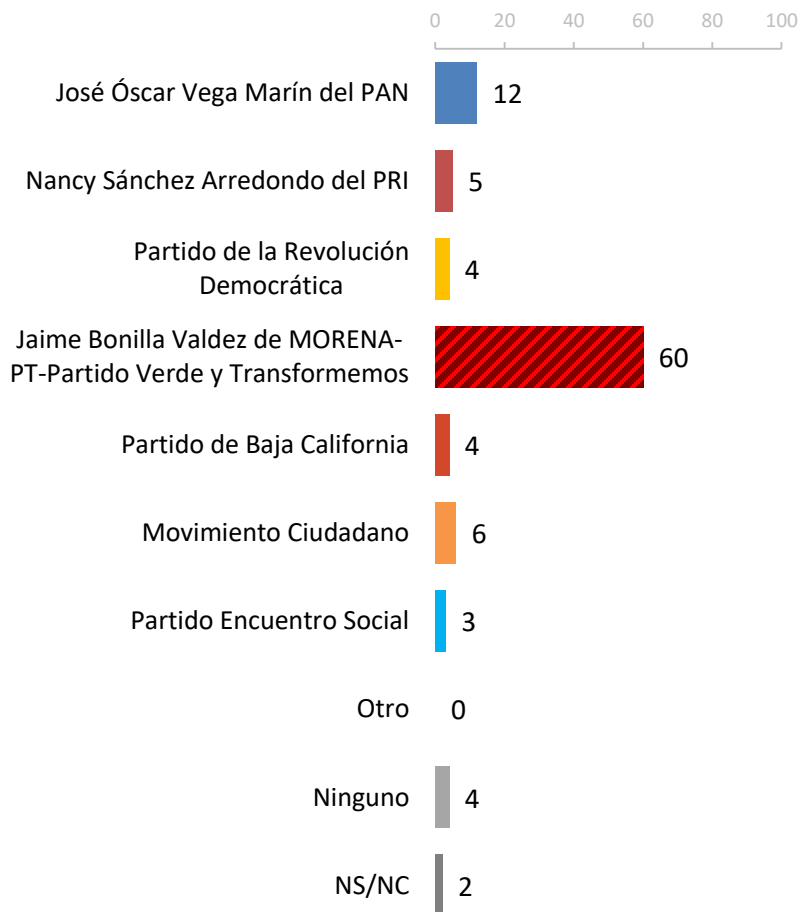 0 20 40 60 80 100
José Óscar Vega Marín del PAN 12
Nancy Sánchez Arredondo del PRI 5
Partido de la Revolución
Democrática 4
Jaime Bonilla Valdez de MORENA-
PT-Partido Verde y Transformemos 60
Partido de Baja California 4
Movimiento Ciudadano 6
Partido Encuentro Social 3
Otro 0
Ninguno 4
NS/NC 2